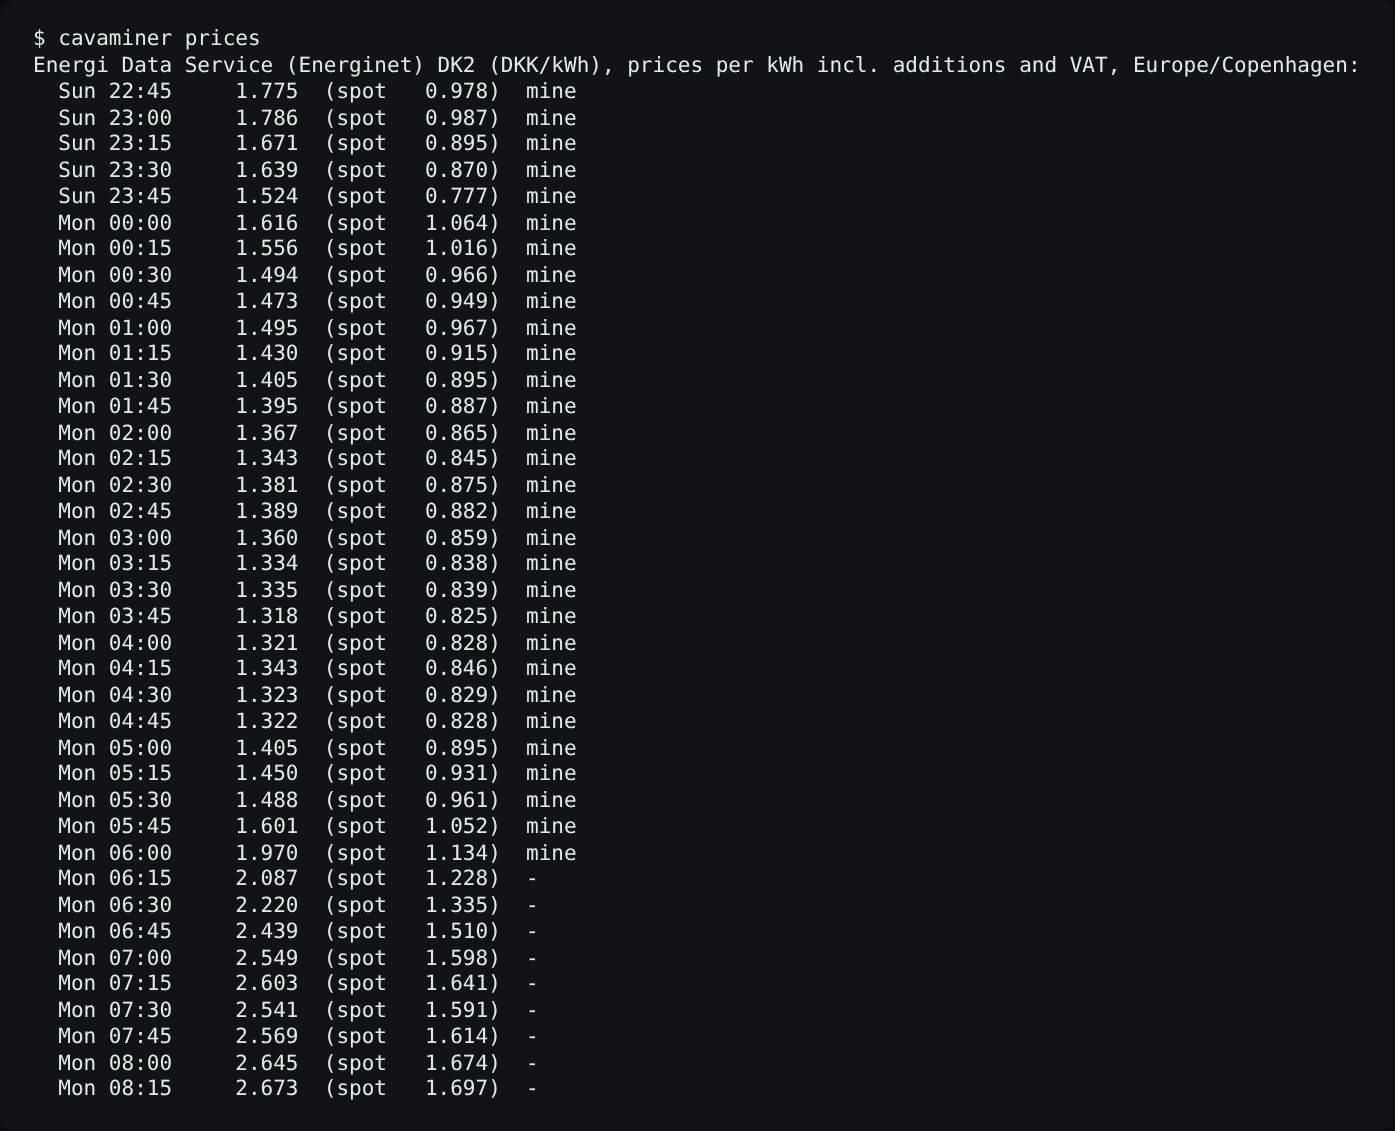 $ cavaminer prices
Energi Data Service (Energinet) DK2 (DKK/kWh), prices per kWh incl. additions and VAT, Europe/Copenhagen:
  Sun 22:45     1.775  (spot   0.978)  mine
  Sun 23:00     1.786  (spot   0.987)  mine
  Sun 23:15     1.671  (spot   0.895)  mine
  Sun 23:30     1.639  (spot   0.870)  mine
  Sun 23:45     1.524  (spot   0.777)  mine
  Mon 00:00     1.616  (spot   1.064)  mine
  Mon 00:15     1.556  (spot   1.016)  mine
  Mon 00:30     1.494  (spot   0.966)  mine
  Mon 00:45     1.473  (spot   0.949)  mine
  Mon 01:00     1.495  (spot   0.967)  mine
  Mon 01:15     1.430  (spot   0.915)  mine
  Mon 01:30     1.405  (spot   0.895)  mine
  Mon 01:45     1.395  (spot   0.887)  mine
  Mon 02:00     1.367  (spot   0.865)  mine
  Mon 02:15     1.343  (spot   0.845)  mine
  Mon 02:30     1.381  (spot   0.875)  mine
  Mon 02:45     1.389  (spot   0.882)  mine
  Mon 03:00     1.360  (spot   0.859)  mine
  Mon 03:15     1.334  (spot   0.838)  mine
  Mon 03:30     1.335  (spot   0.839)  mine
  Mon 03:45     1.318  (spot   0.825)  mine
  Mon 04:00     1.321  (spot   0.828)  mine
  Mon 04:15     1.343  (spot   0.846)  mine
  Mon 04:30     1.323  (spot   0.829)  mine
  Mon 04:45     1.322  (spot   0.828)  mine
  Mon 05:00     1.405  (spot   0.895)  mine
  Mon 05:15     1.450  (spot   0.931)  mine
  Mon 05:30     1.488  (spot   0.961)  mine
  Mon 05:45     1.601  (spot   1.052)  mine
  Mon 06:00     1.970  (spot   1.134)  mine
  Mon 06:15     2.087  (spot   1.228)  -
  Mon 06:30     2.220  (spot   1.335)  -
  Mon 06:45     2.439  (spot   1.510)  -
  Mon 07:00     2.549  (spot   1.598)  -
  Mon 07:15     2.603  (spot   1.641)  -
  Mon 07:30     2.541  (spot   1.591)  -
  Mon 07:45     2.569  (spot   1.614)  -
  Mon 08:00     2.645  (spot   1.674)  -
  Mon 08:15     2.673  (spot   1.697)  -